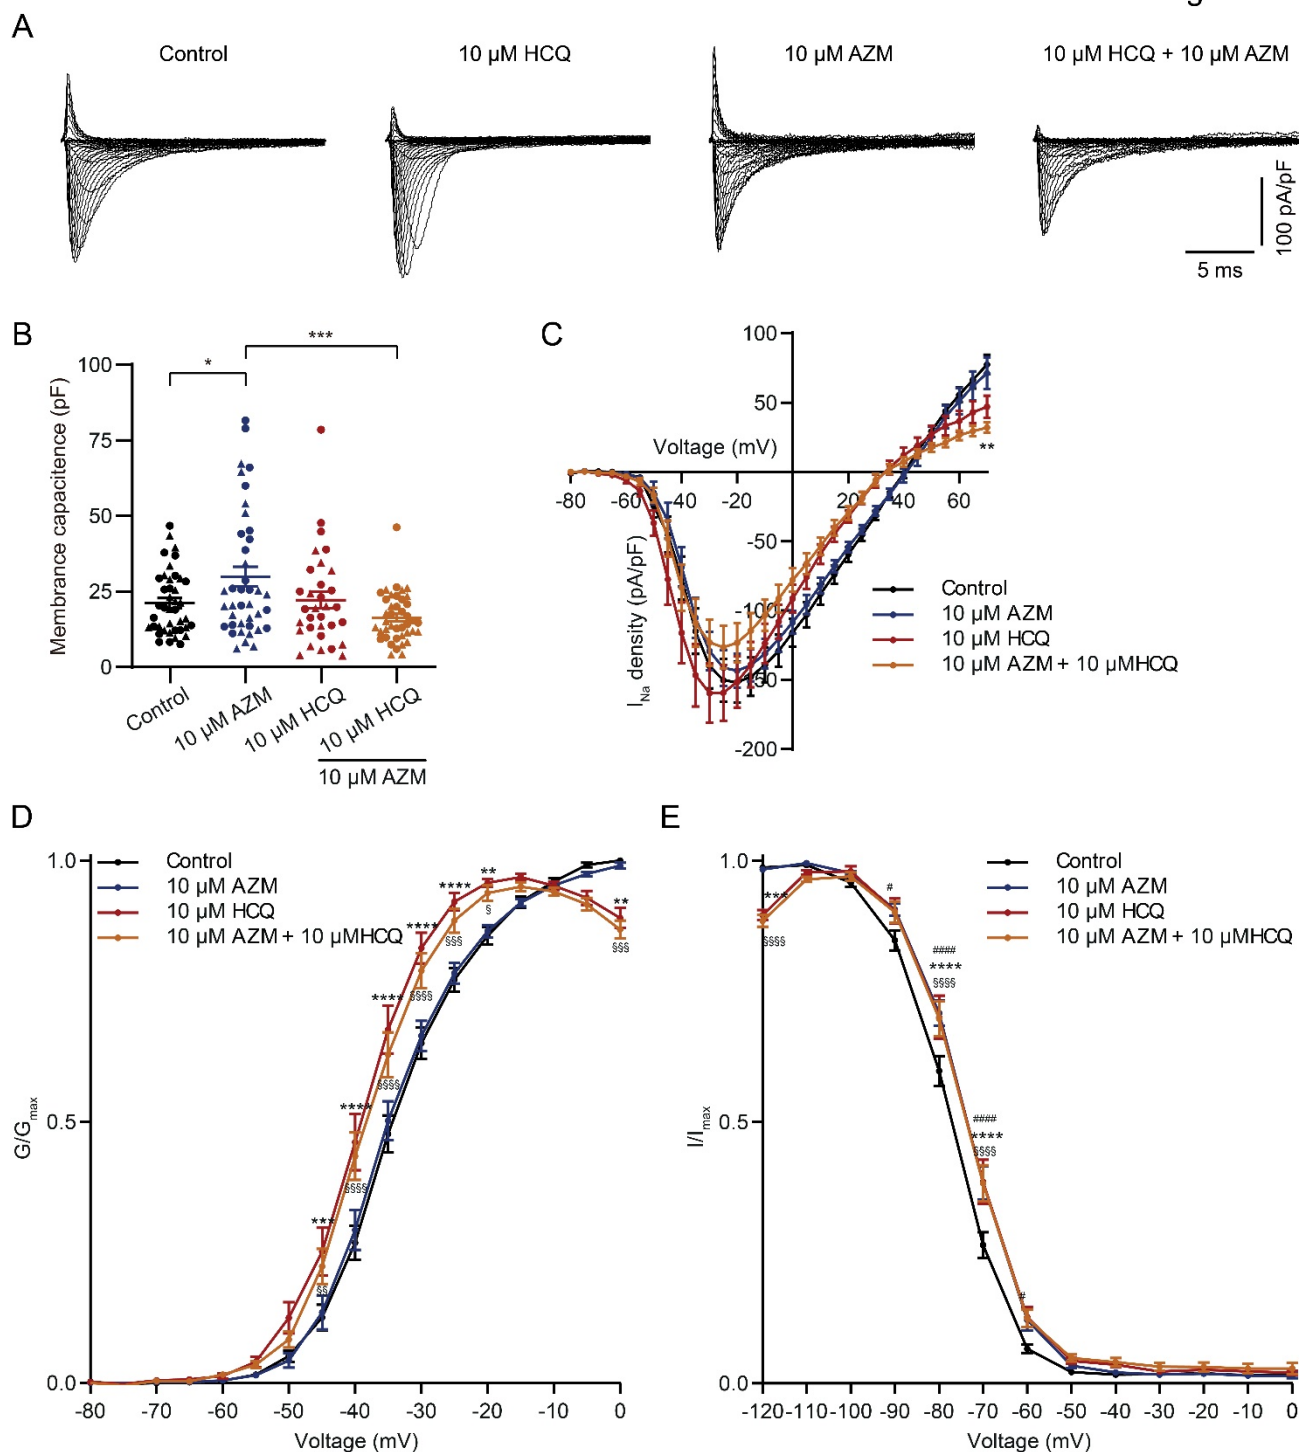 g
A
Control
10 µM HCQ
10 µM AZM
10 µM HCQ + 10 µM AZM
100 pA/pF
5 ms
B
***
*
Membrance capacitence (pF)
100
75
50
25
0
Control
10 µM AZM
10 µM HCQ
10 µM HCQ
10 µM AZM
C
100
50
Voltage (mV)
**
-80 -60 -40 -20 20 40 60
-50
-100
-150
-200
I_Na density (pA/pF)
Control
10 µM AZM
10 µM HCQ
10 µM AZM + 10 µMHCQ
D
Control
10 µM AZM
10 µM HCQ
10 µM AZM + 10 µMHCQ
1.0
0.5
0.0
G/G_max
**
****
**
§
****
§§§
§§§
****
§§§§
****
§§§§
****
§§§§
***
§§
-80 -70 -60 -50 -40 -30 -20 -10 0
Voltage (mV)
E
Control
10 µM AZM
10 µM HCQ
10 µM AZM + 10 µMHCQ
1.0
0.5
0.0
I/I_max
***
§§§§
#
####
****
§§§§
####
****
§§§§
#
-120 -110 -100 -90 -80 -70 -60 -50 -40 -30 -20 -10 0
Voltage (mV)